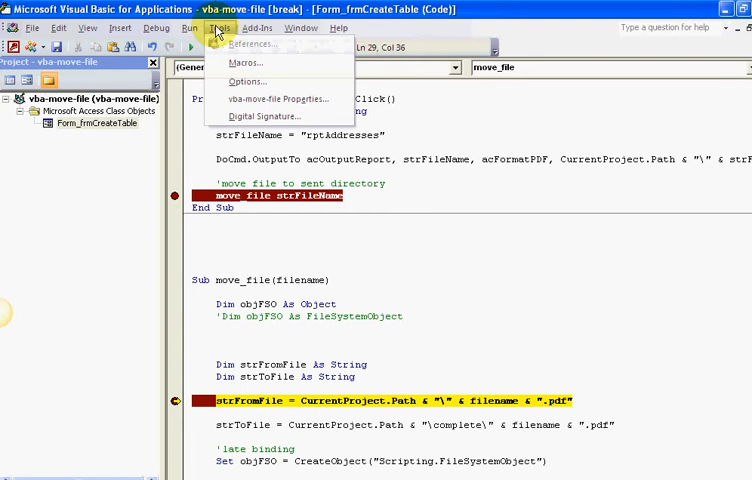 Microsoft Visual Basic for Applications - vba-move-file [break] - [Form_frmCreateTable (Code)]
File Edit View Insert Debug Run Tools Add-Ins Window Help
Type a question for help
Ln 29, Col 36
References...
Macros...
Options...
vba-move-file Properties...
Digital Signature...
Project - vba-move-file
vba-move-file (vba-move-file)
Microsoft Access Class Objects
Form_frmCreateTable
(Gener
move_file
Pr
Click()
ng
strFileName = "rptAddresses"
DoCmd.OutputTo acOutputReport, strFileName, acFormatPDF, CurrentProject.Path & "\" & strF
'move file to sent directory
move_file strFileName
End Sub
Sub move_file(filename)
Dim objFSO As Object
'Dim objFSO As FileSystemObject
Dim strFromFile As String
Dim strToFile As String
strFromFile = CurrentProject.Path & "\" & filename & ".pdf"
strToFile = CurrentProject.Path & "\complete\" & filename & ".pdf"
'late binding
Set objFSO = CreateObject("Scripting.FileSystemObject")